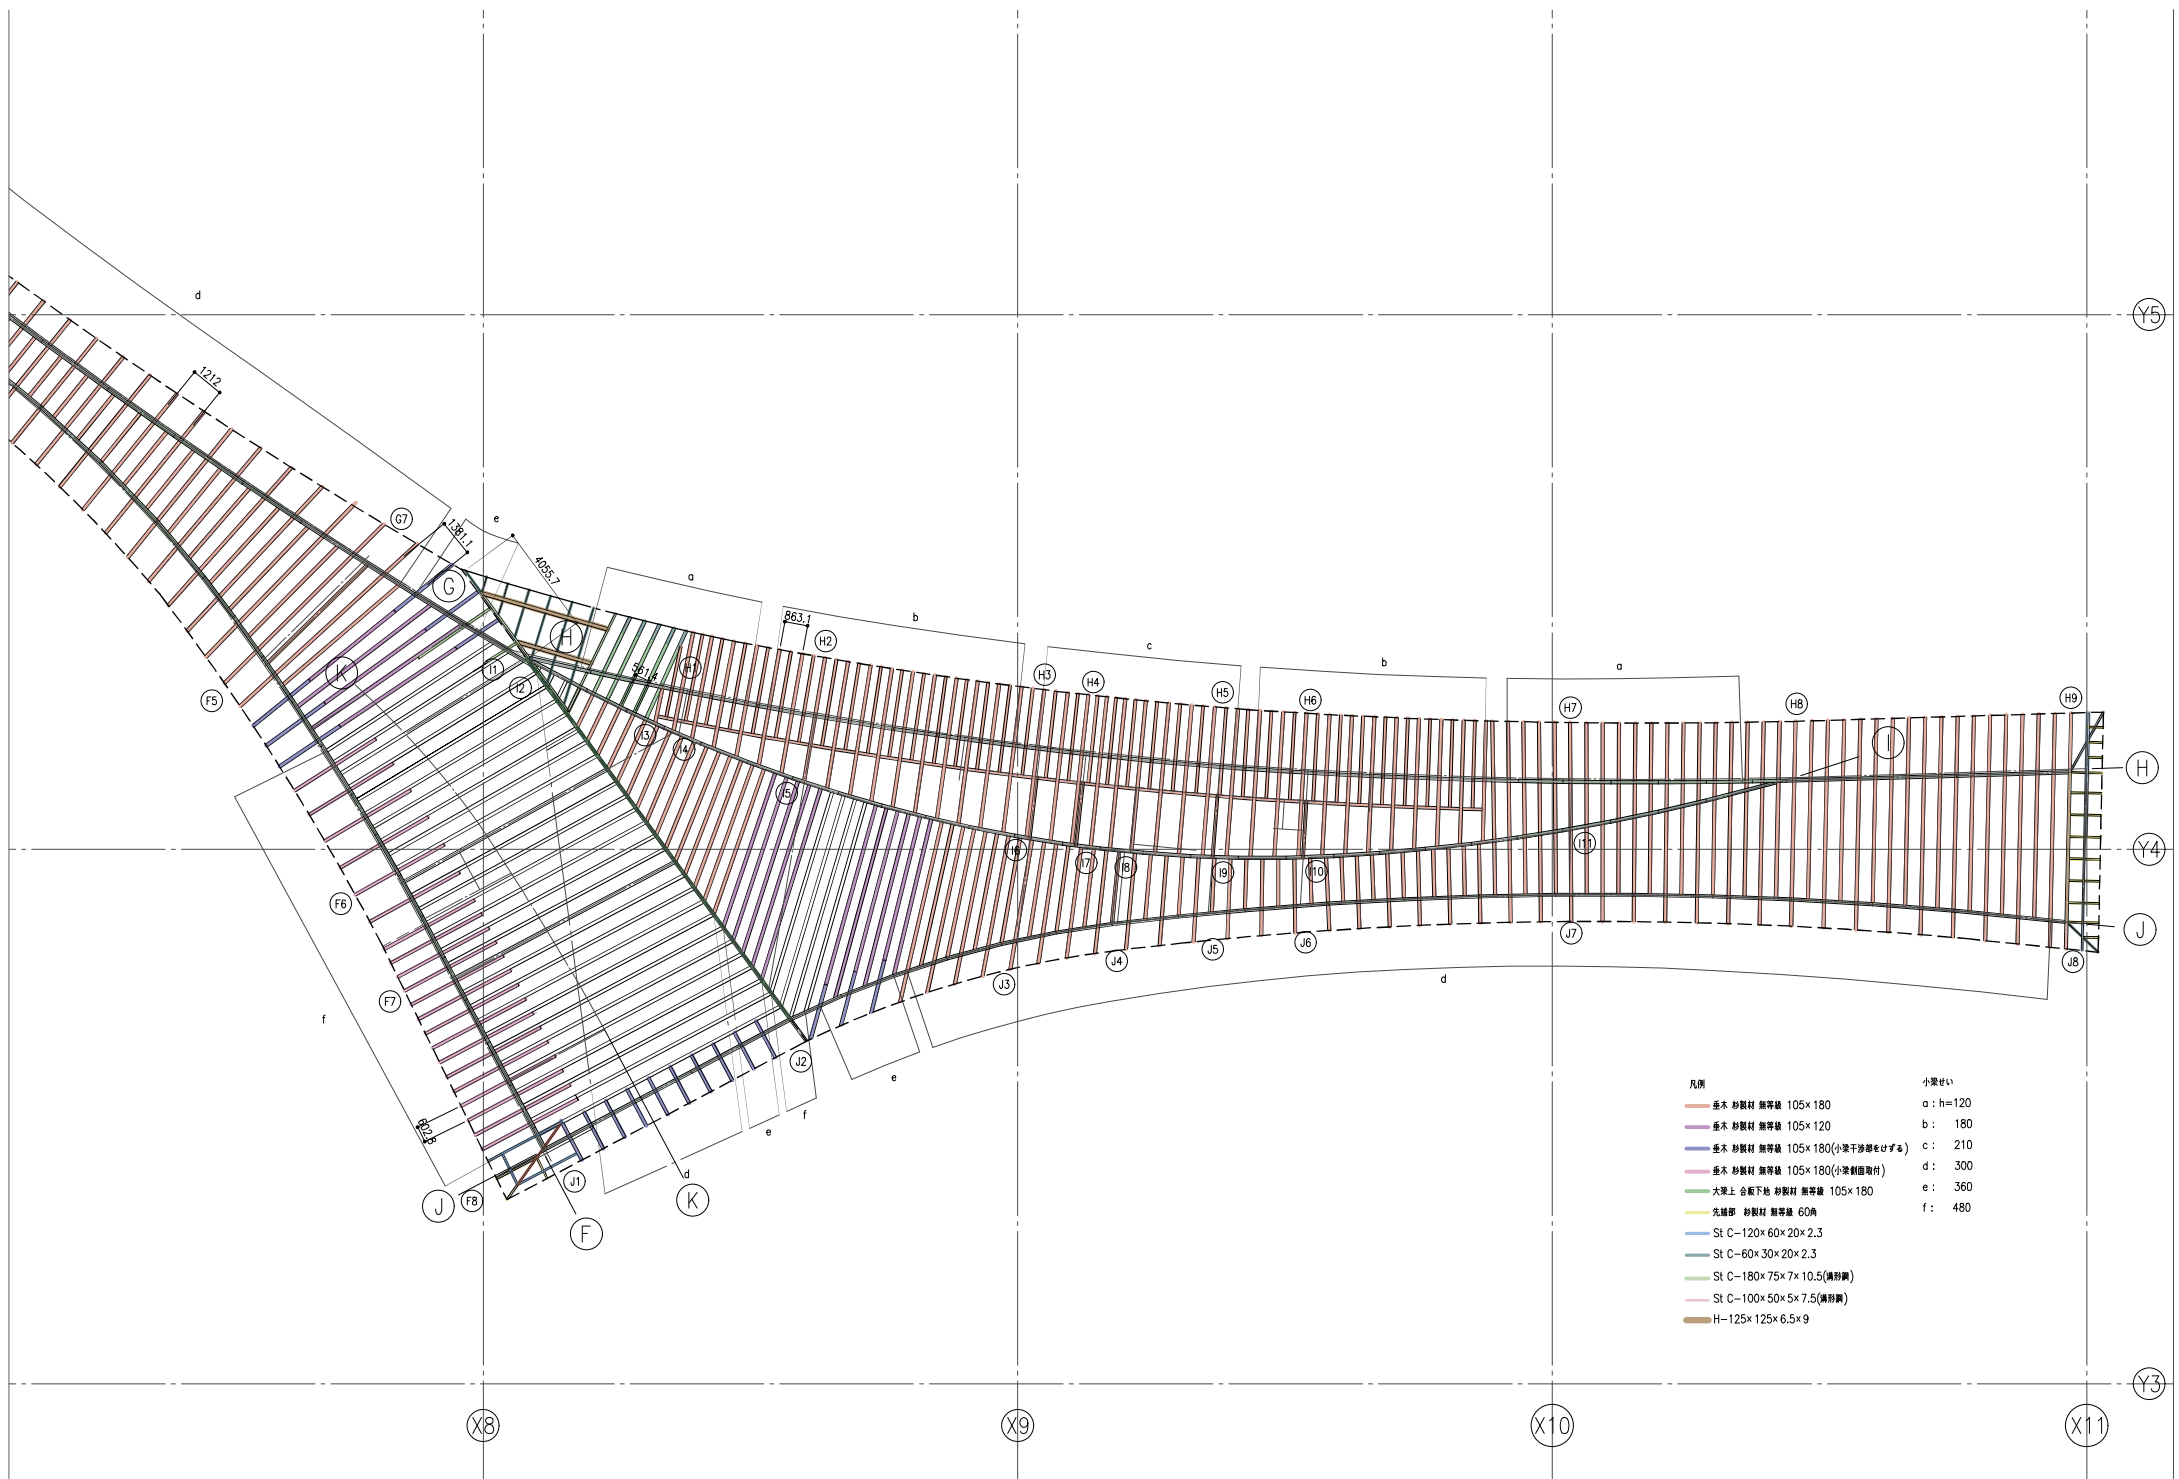 d
Y5
1212
G7
1381.1
e
4055.7
G
a
H
863.1
b
H2
K
I1
I2
561.4
H1
c
b
a
H3
H4
H5
H6
H7
H8
H9
F5
I3
I4
I
H
I5
I6
I7
I8
I9
I10
I11
Y4
F6
F7
f
J
J3
J4
J5
J6
J7
J8
d
J2
e
f
e
d
602.8
J
F8
J1
F
K
凡例
垂木 杉製材 無等級 105×180
垂木 杉製材 無等級 105×120
垂木 杉製材 無等級 105×180(小梁干渉部をけずる)
垂木 杉製材 無等級 105×180(小梁側面取付)
大梁上 合板下地 杉製材 無等級 105×180
先端部 杉製材 無等級 60角
St C-120×60×20×2.3
St C-60×30×20×2.3
St C-180×75×7×10.5(溝形鋼)
St C-100×50×5×7.5(溝形鋼)
H-125×125×6.5×9
小梁せい
a : h=120
b : 180
c : 210
d : 300
e : 360
f : 480
Y3
X8
X9
X10
X11